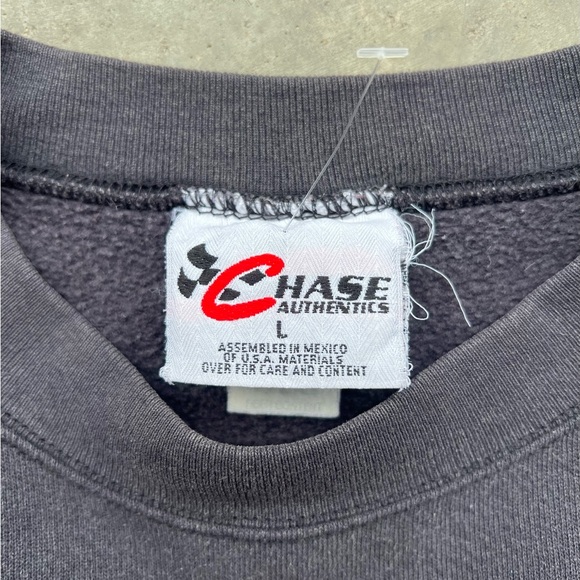 CHASE
AUTHENTICS
L
ASSEMBLED IN MEXICO
OF U.S.A. MATERIALS
OVER FOR CARE AND CONTENT